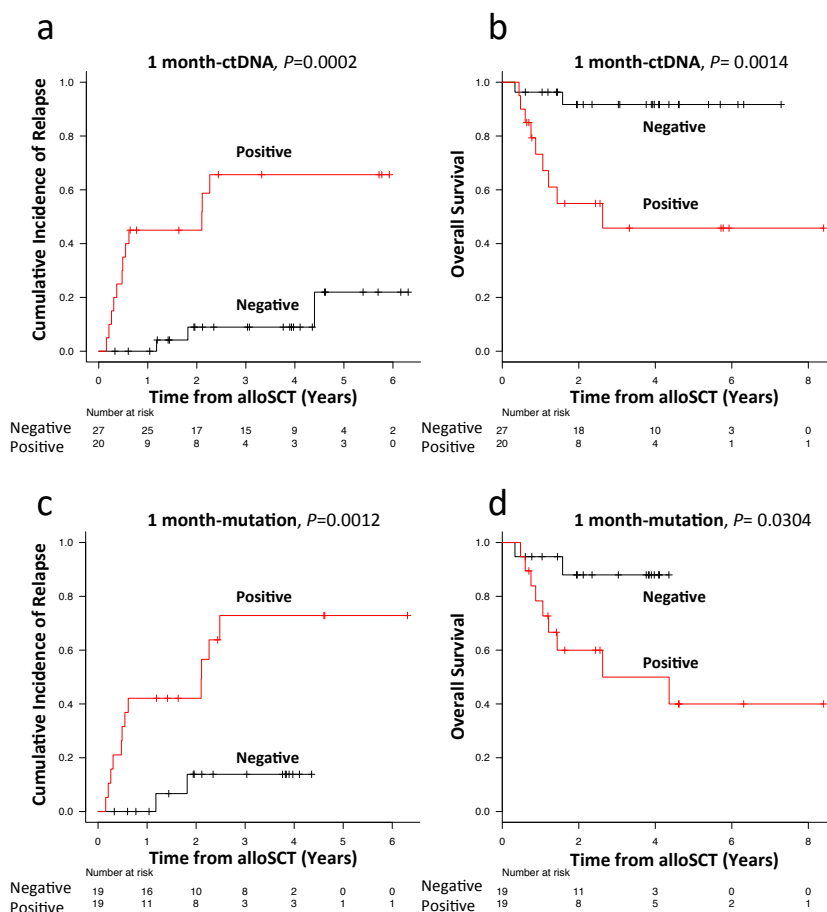 a
1 month-ctDNA, P=0.0002
Cumulative Incidence of Relapse
1.0
0.8
0.6
0.4
0.2
0.0
Positive
Negative
0 1 2 3 4 5 6
Time from alloSCT (Years)
Number at risk
Negative 27 25 17 15 9 4 2
Positive 20 9 8 4 3 3 0
b
1 month-ctDNA, P= 0.0014
Overall Survival
1.0
0.8
0.6
0.4
0.2
0.0
Negative
Positive
0 2 4 6 8
Time from alloSCT (Years)
Number at risk
Negative 27 18 10 3 0
Positive 20 8 4 1 1
c
1 month-mutation, P=0.0012
Cumulative Incidence of Relapse
1.0
0.8
0.6
0.4
0.2
0.0
Positive
Negative
0 1 2 3 4 5 6
Time from alloSCT (Years)
Number at risk
Negative 19 16 10 8 2 0 0
Positive 19 11 8 3 3 1 1
d
1 month-mutation, P= 0.0304
Overall Survival
1.0
0.8
0.6
0.4
0.2
0.0
Negative
Positive
0 2 4 6 8
Time from alloSCT (Years)
Number at risk
Negative 19 11 3 0 0
Positive 19 8 5 2 1